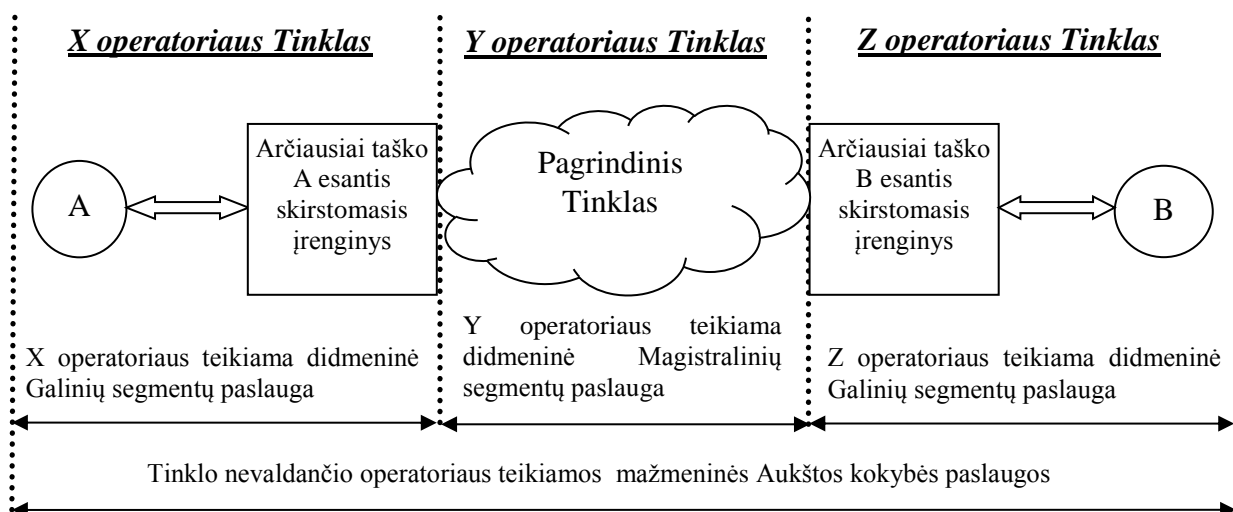 X operatoriaus Tinklas
Y operatoriaus Tinklas
Z operatoriaus Tinklas
A
Arčiausiai taško
A esantis
skirstomasis
įrenginys
Pagrindinis
Tinklas
Arčiausiai taško
B esantis
skirstomasis
įrenginys
B
X operatoriaus teikiama didmeninė
Galinių segmentų paslauga
Y operatoriaus teikiama
didmeninė Magistralinių
segmentų paslauga
Z operatoriaus teikiama didmeninė
Galinių segmentų paslauga
Tinklo nevaldančio operatoriaus teikiamos mažmeninės Aukštos kokybės paslaugos